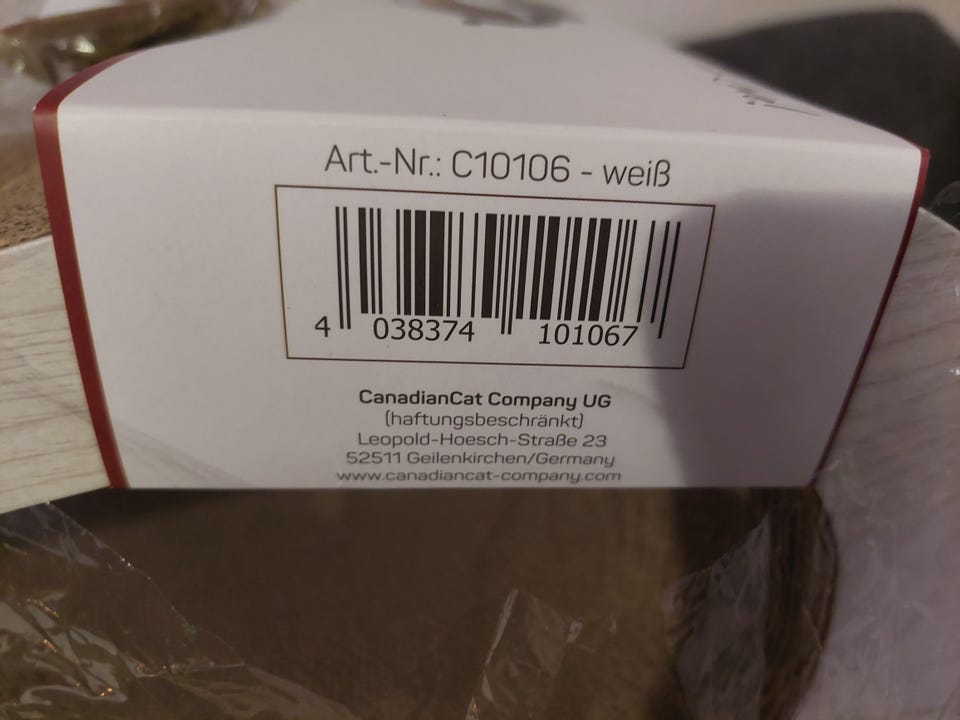 Art.-Nr.: C10106 - weiß
4 038374 101067
CanadianCat Company UG
(haftungsbeschränkt)
Leopold-Hoesch-Straße 23
52511 Geilenkirchen/Germany
www.canadiancat-company.com